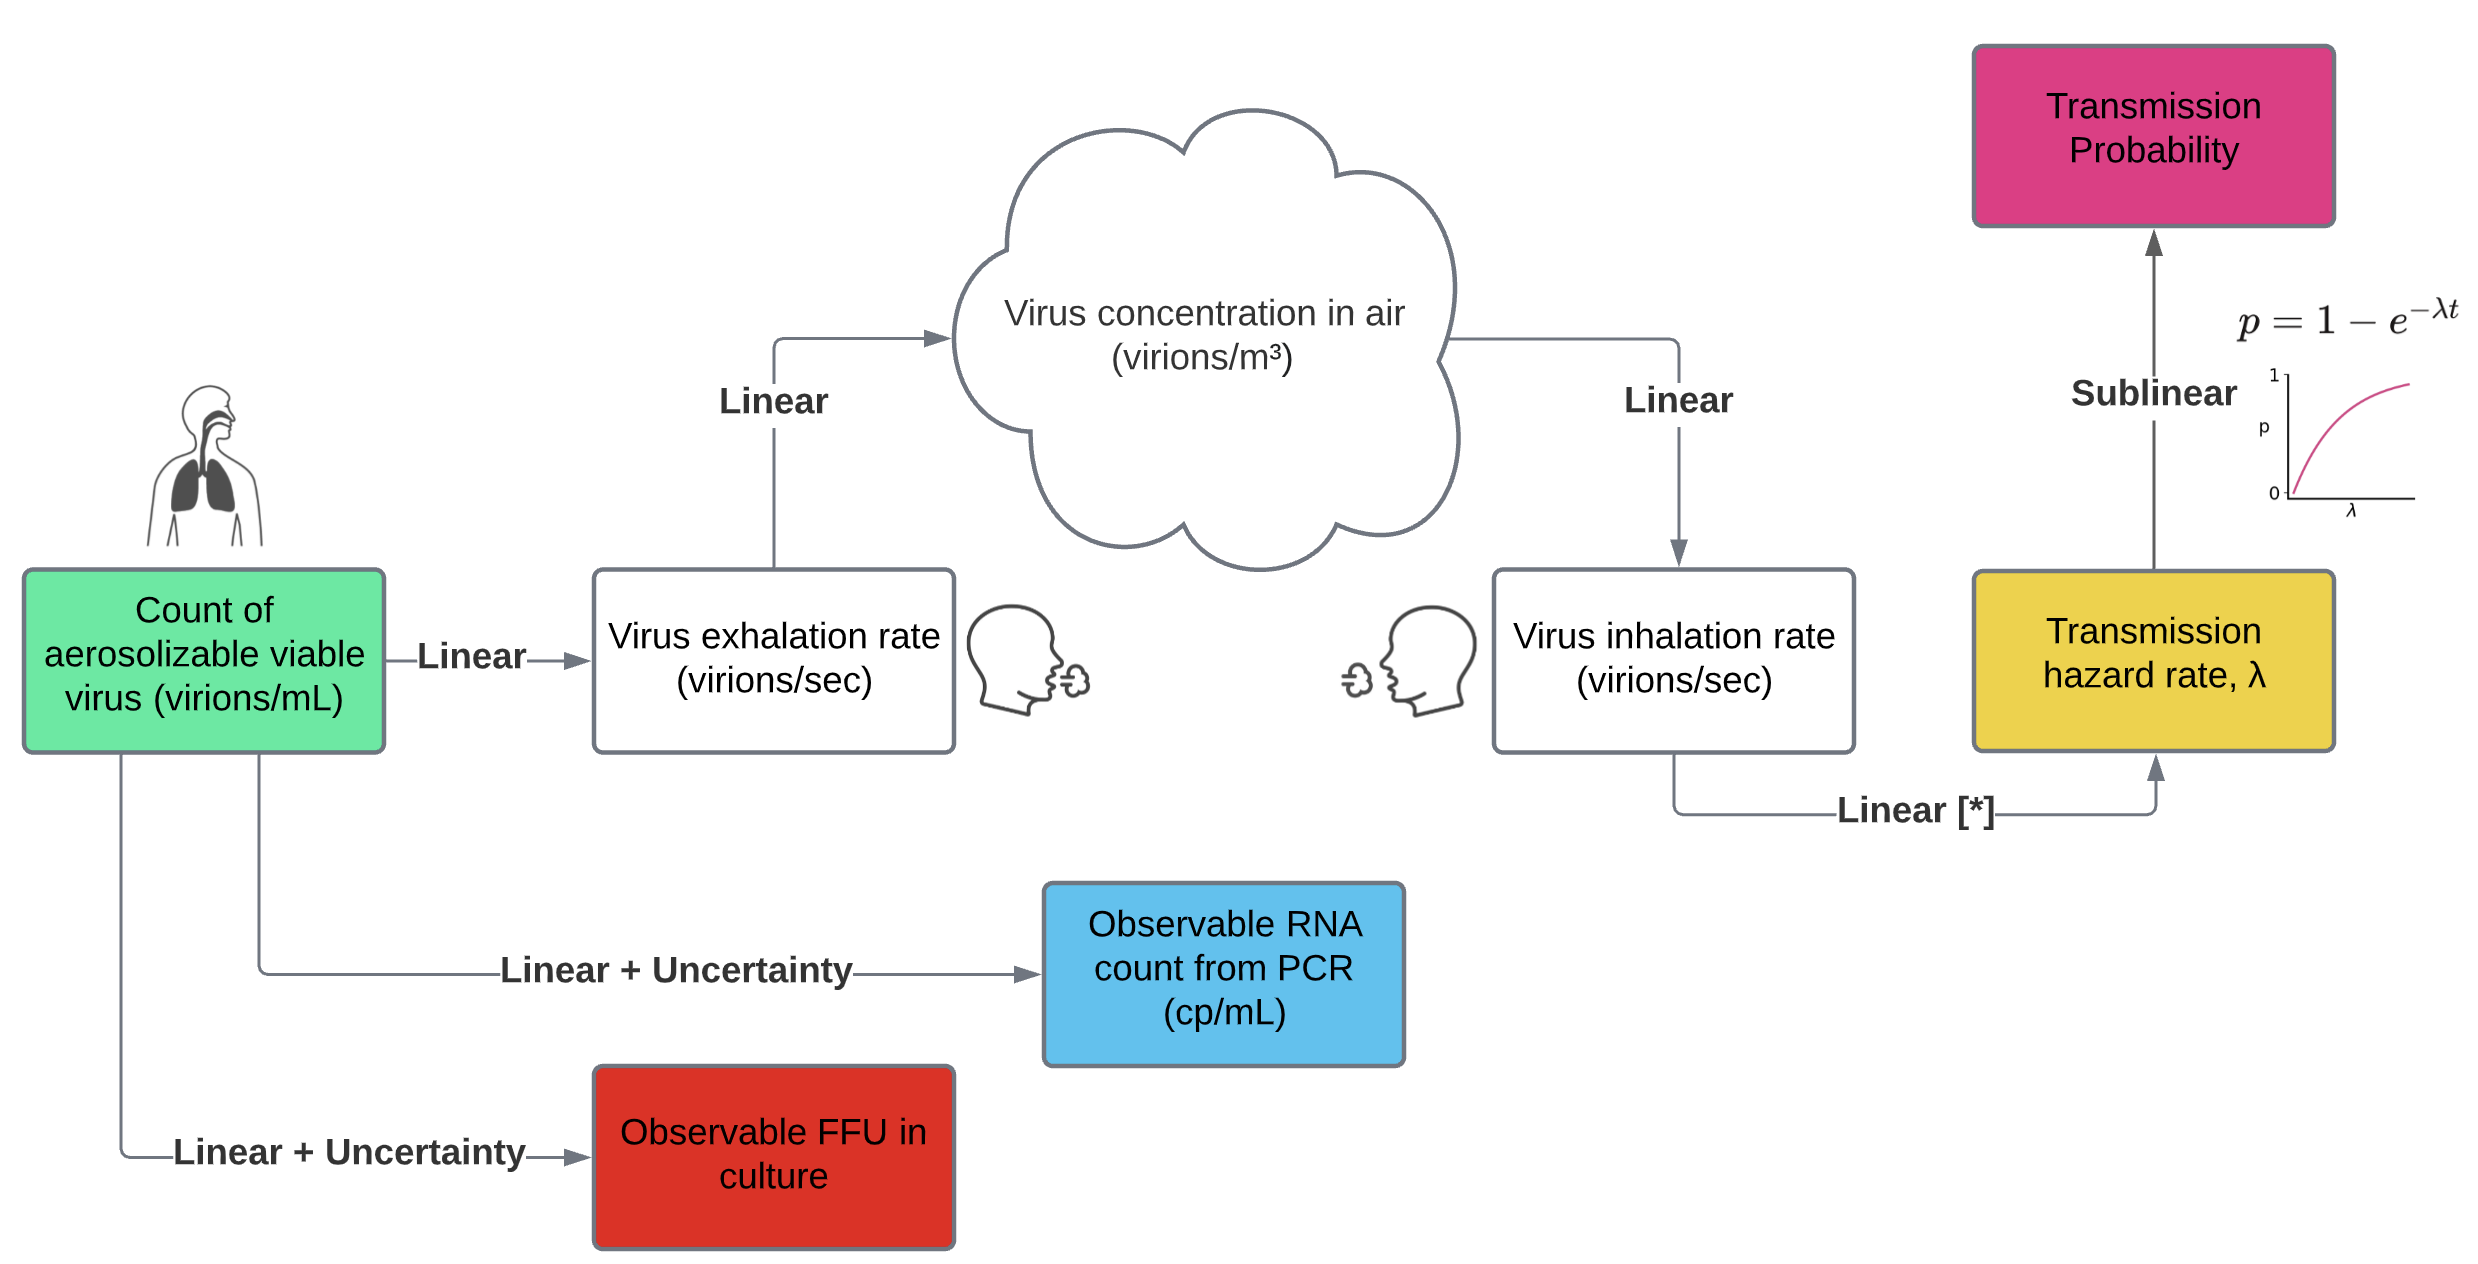 Transmission
Probability
Virus concentration in air
(virions/m³)
p = 1 − e^{−λt}
Linear
Linear
Sublinear
1
p
0
λ
Count of
aerosolizable viable
virus (virions/mL)
Linear
Virus exhalation rate
(virions/sec)
Virus inhalation rate
(virions/sec)
Transmission
hazard rate, λ
Linear [*]
Linear + Uncertainty
Observable RNA
count from PCR
(cp/mL)
Linear + Uncertainty
Observable FFU in
culture